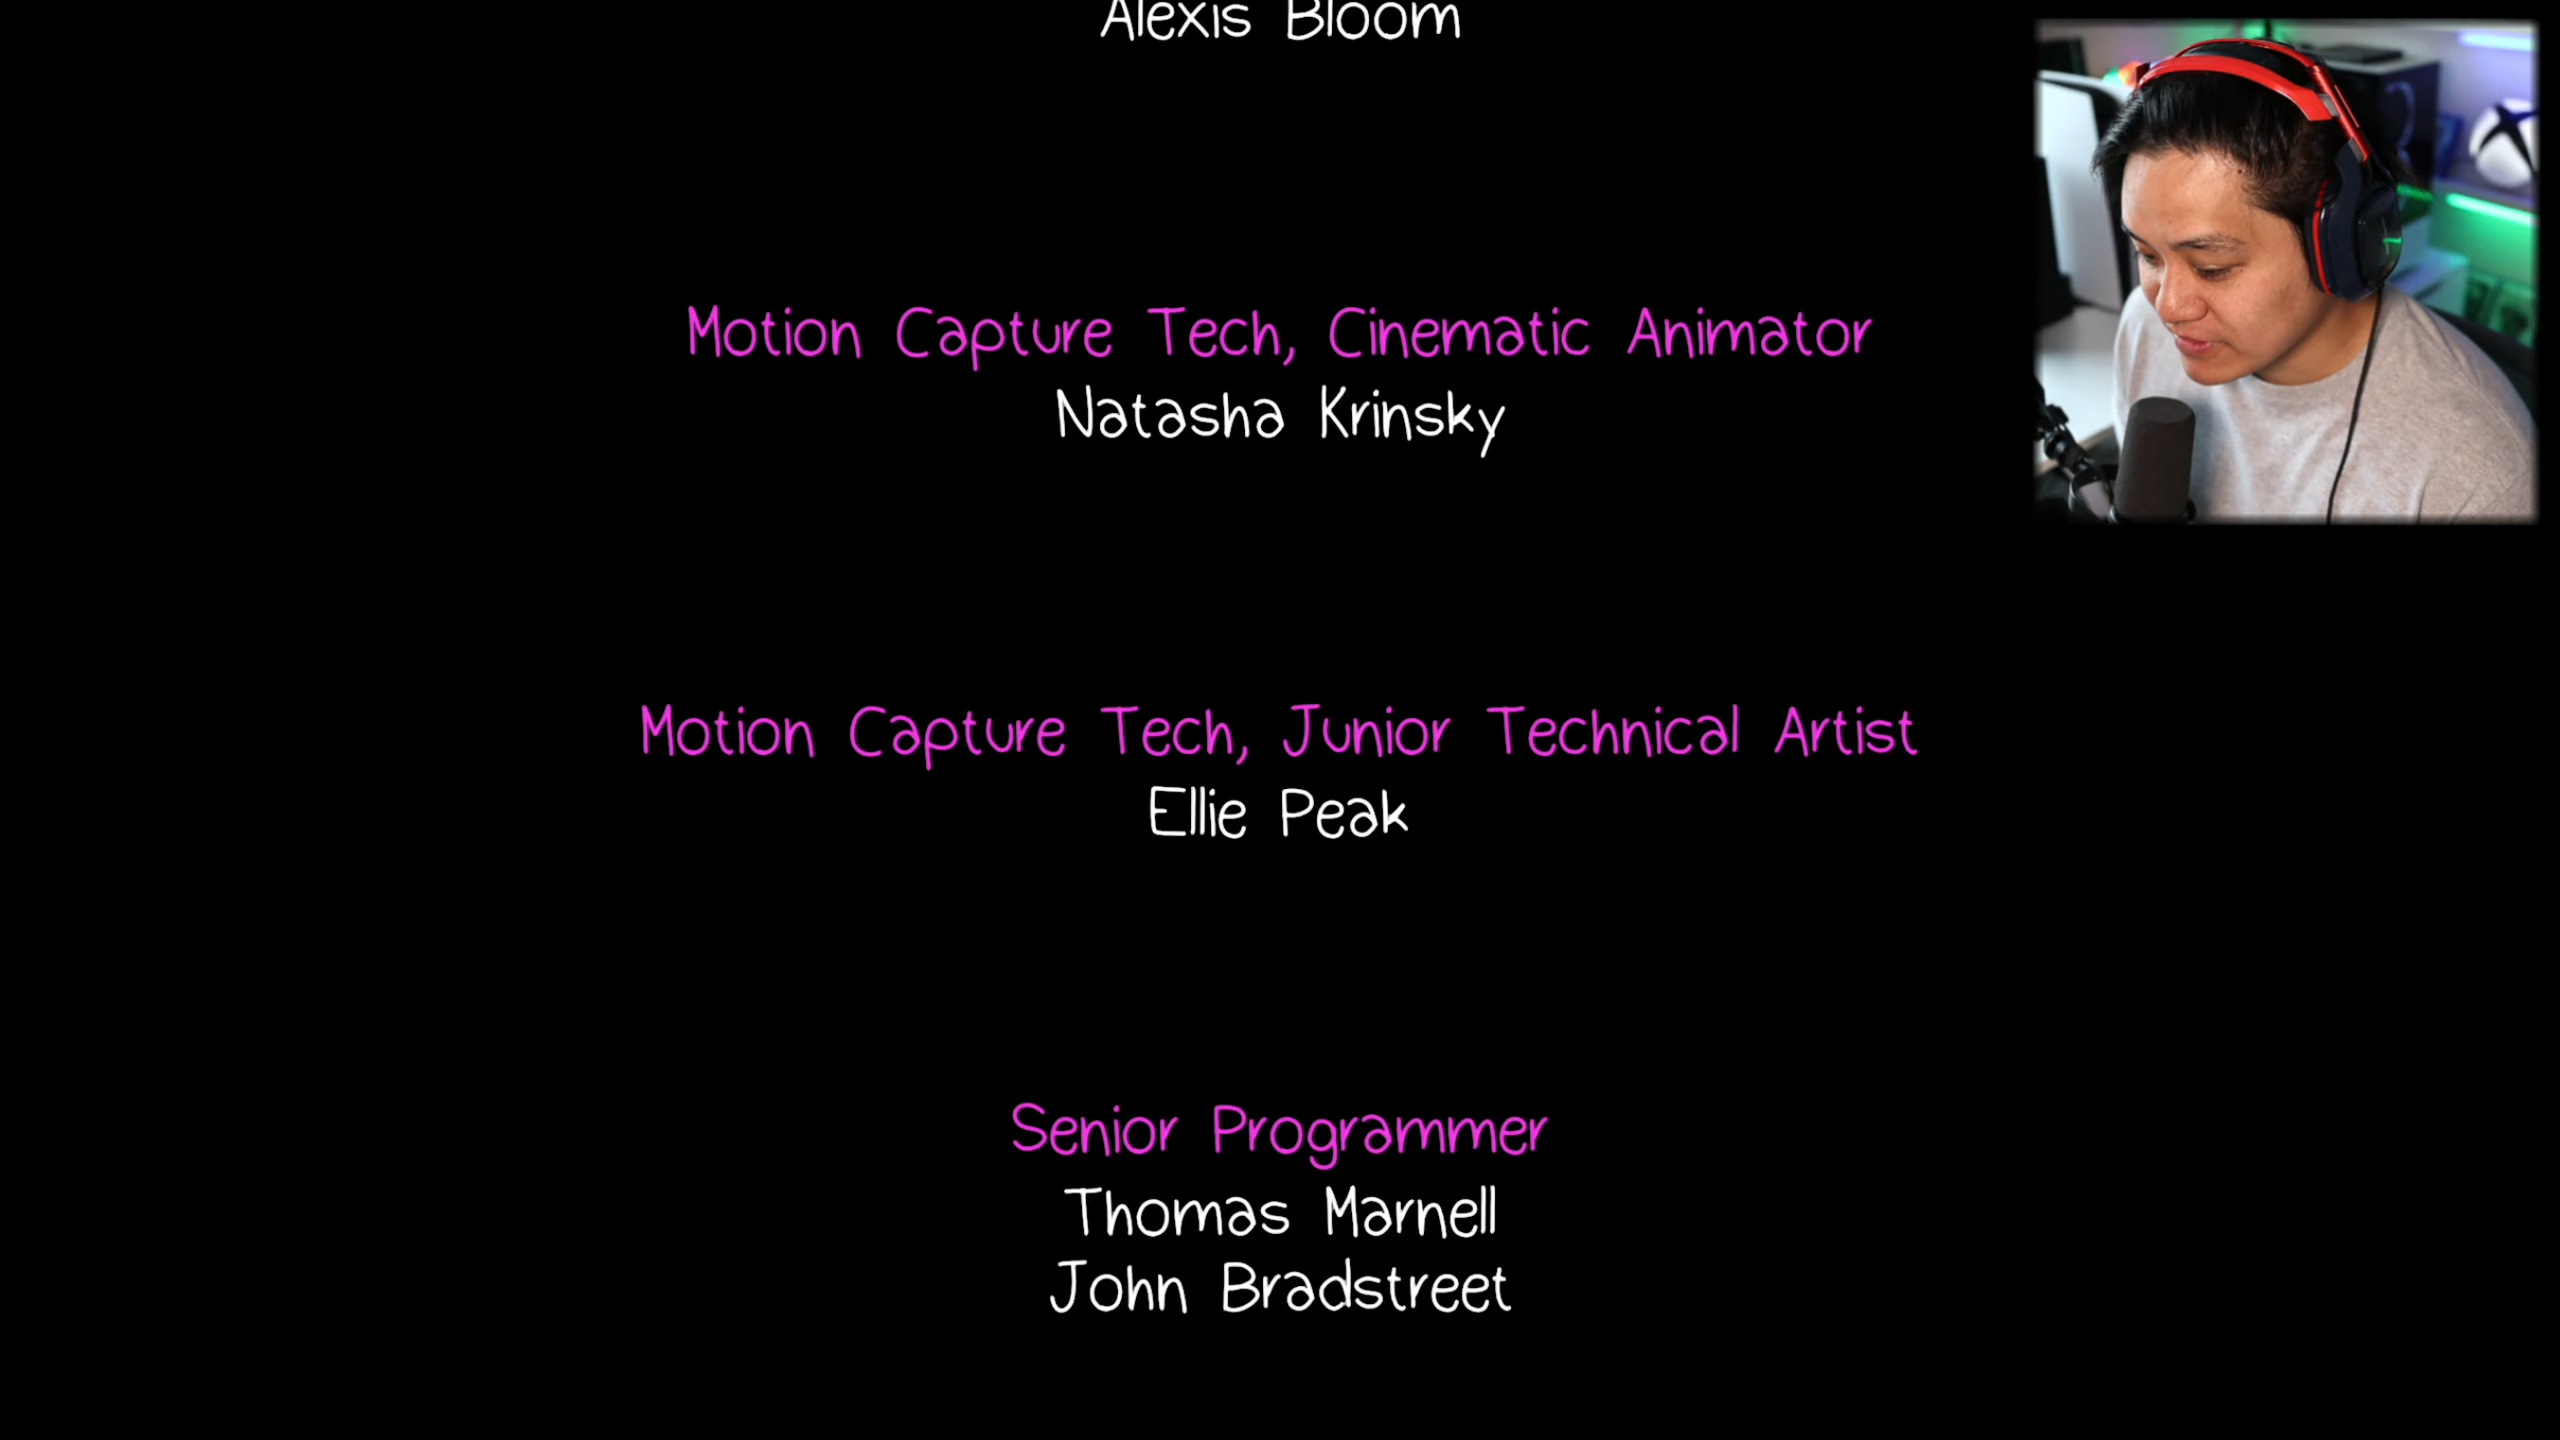 Alexis Bloom
Motion Capture Tech, Cinematic Animator
Natasha Krinsky
Motion Capture Tech, Junior Technical Artist
Ellie Peak
Senior Programmer
Thomas Marnell
John Bradstreet